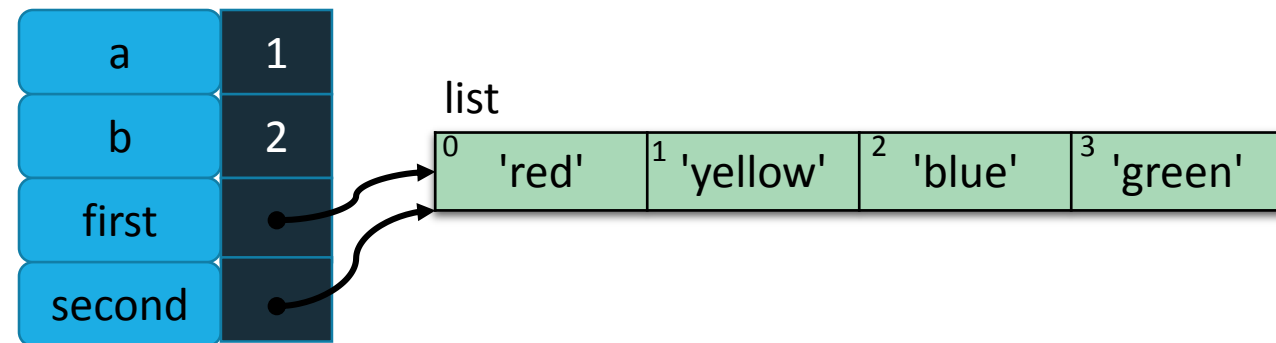 a 1
b 2
first
second
list
0 'red' 1 'yellow' 2 'blue' 3 'green'